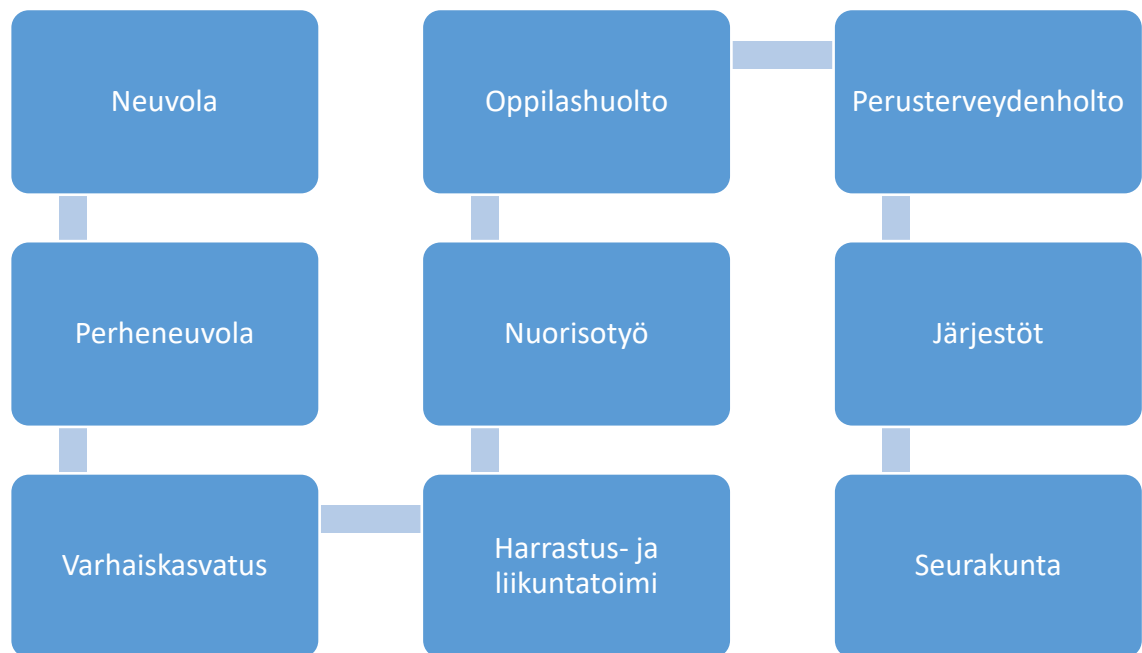 Neuvola
Perheneuvola
Varhaiskasvatus
Harrastus- ja
liikuntatoimi
Nuorisotyö
Oppilashuolto
Perusterveydenholto
Järjestöt
Seurakunta